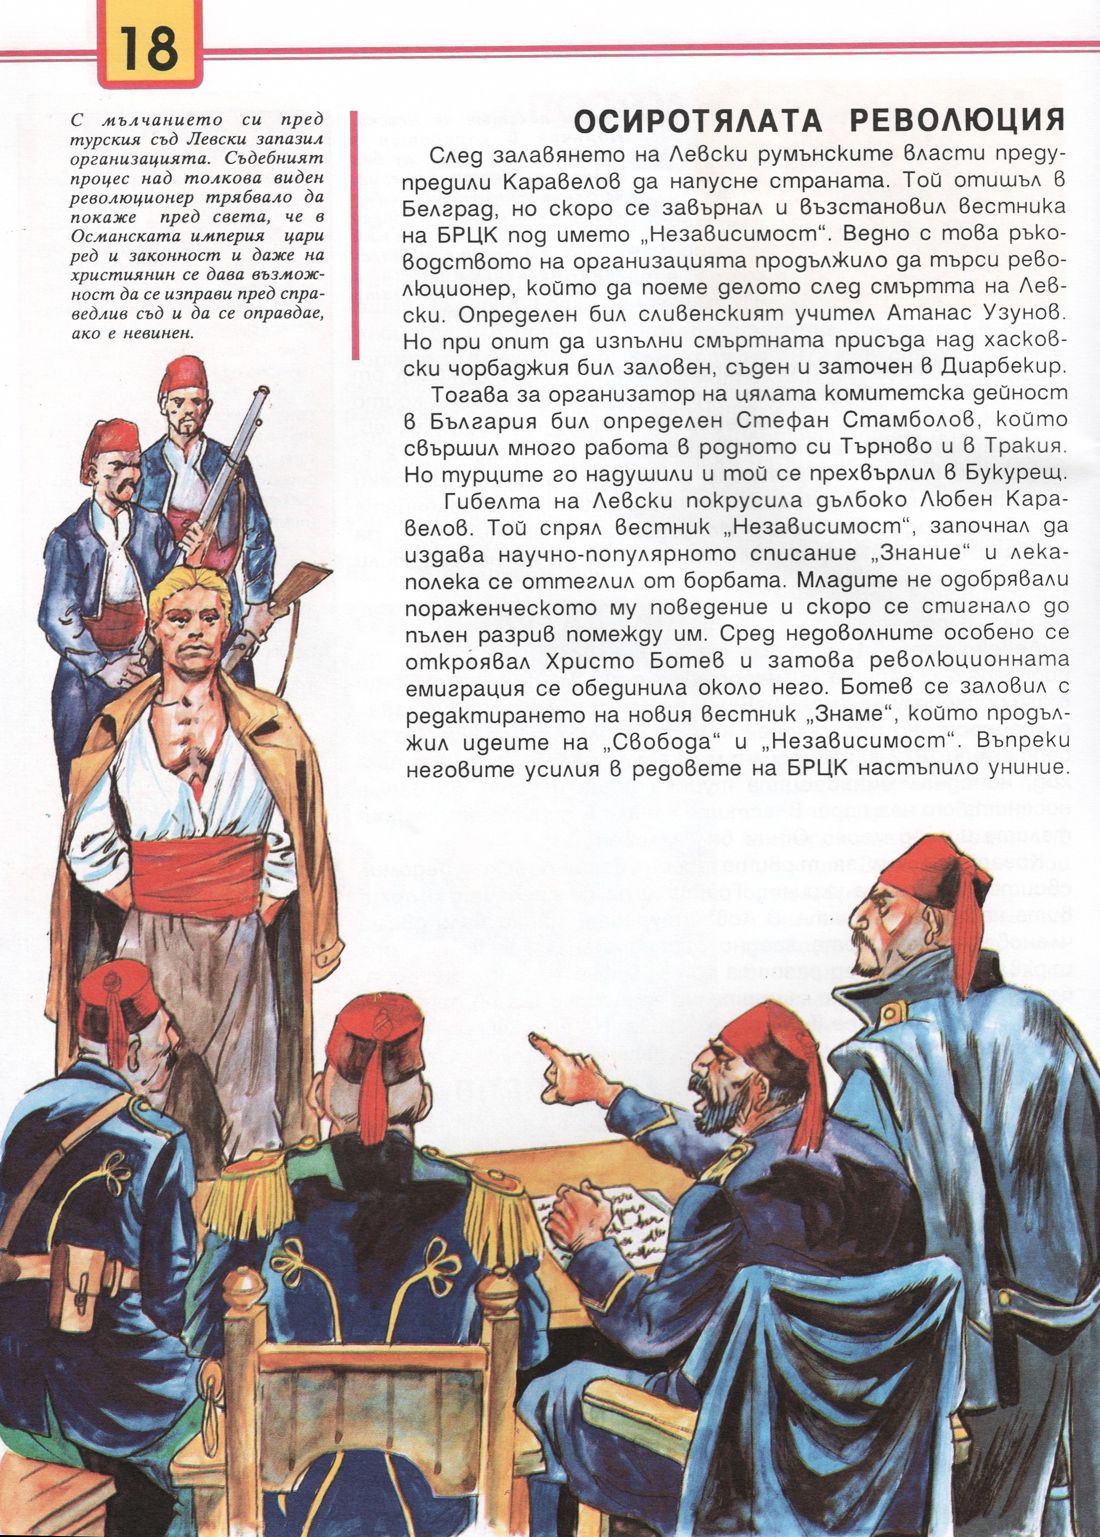 18
С мълчанието си пред
турския съд Левски запазил
организацията. Съдебният
процес над толкова виден
революционер трябвало да
покаже пред света, че в
Османската империя цари
ред и законност и даже на
християнин се дава възмож-
ност да се изправи пред спра-
ведлив съд и да се оправдае,
ако е невинен.
ОСИРОТЯЛАТА РЕВОЛЮЦИЯ
След залавянето на Левски румънските власти преду-
предили Каравелов да напусне страната. Той отишъл в
Белград, но скоро се завърнал и възстановил вестника
на БРЦК под името „Независимост“. Ведно с това ръко-
водството на организацията продължило да търси рево-
люционер, който да поеме делото след смъртта на Лев-
ски. Определен бил сливенският учител Атанас Узунов.
Но при опит да изпълни смъртната присъда над хасков-
ски чорбаджия бил заловен, съден и заточен в Диарбекир.
Тогава за организатор на цялата комитетска дейност
в България бил определен Стефан Стамболов, който
свършил много работа в родното си Търново и в Тракия.
Но турците го надушили и той се прехвърлил в Букурещ.
Гибелта на Левски покрусила дълбоко Любен Кара-
велов. Той спрял вестник „Независимост“, започнал да
издава научно-популярното списание „Знание“ и лека-
полека се оттеглил от борбата. Младите не одобрявали
пораженческото му поведение и скоро се стигнало до
пълен разрив помежду им. Сред недоволните особено се
откроявал Христо Ботев и затова революционната
емиграция се обединила около него. Ботев се заловил с
редактирането на новия вестник „Знаме“, който продъл-
жил идеите на „Свобода“ и „Независимост“. Въпреки
неговите усилия в редовете на БРЦК настъпило униние.